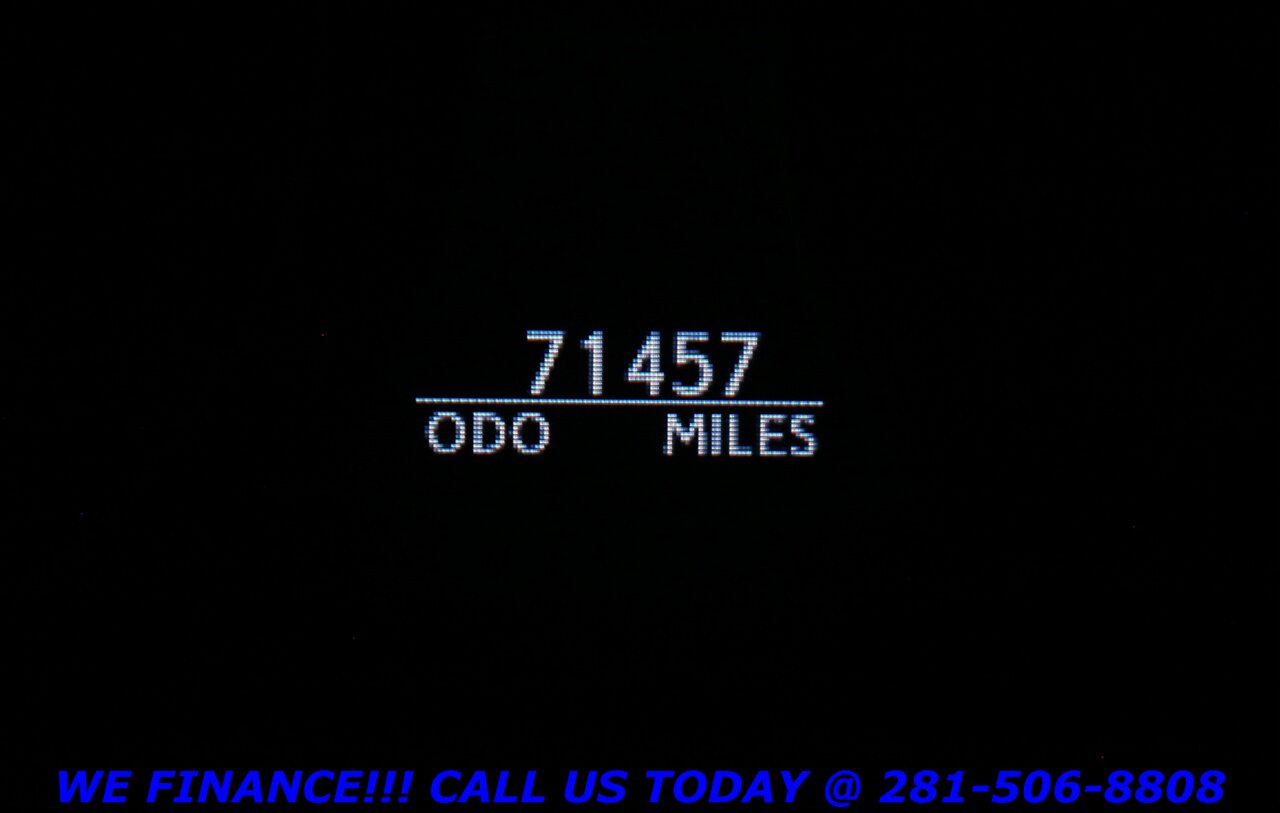 71457
ODO MILES
WE FINANCE!!! CALL US TODAY @ 281-506-8808